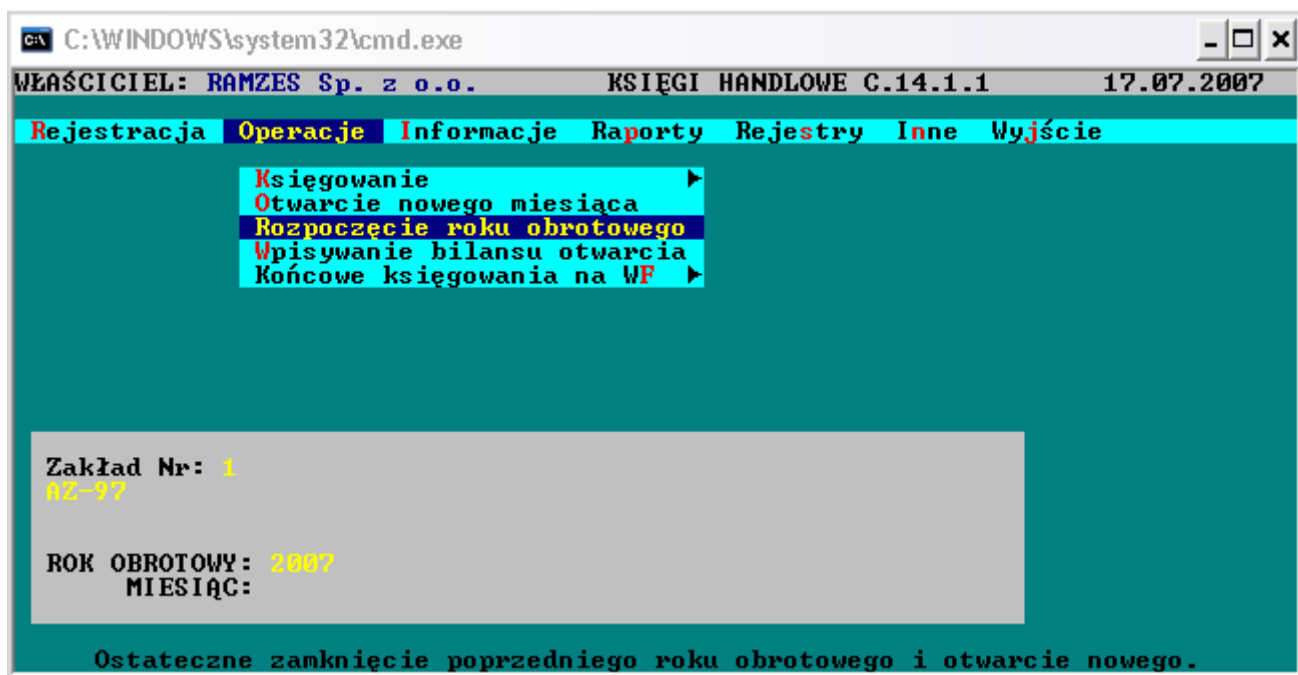 C:\WINDOWS\system32\cmd.exe
WŁAŚCICIEL: RAMZES Sp. z o.o. KSIĘGI HANDLOWE C.14.1.1 17.07.2007
Rejestracja Operacje Informacje Raporty Rejestry Inne Wyjście
Księgowanie
Otwarcie nowego miesiąca
Rozpoczęcie roku obrotowego
Wpisywanie bilansu otwarcia
Końcowe księgowania na WF
Zakład Nr: 1
AZ-97
ROK OBROTOWY: 2007
MIESIĄC:
Ostateczne zamknięcie poprzedniego roku obrotowego i otwarcie nowego.